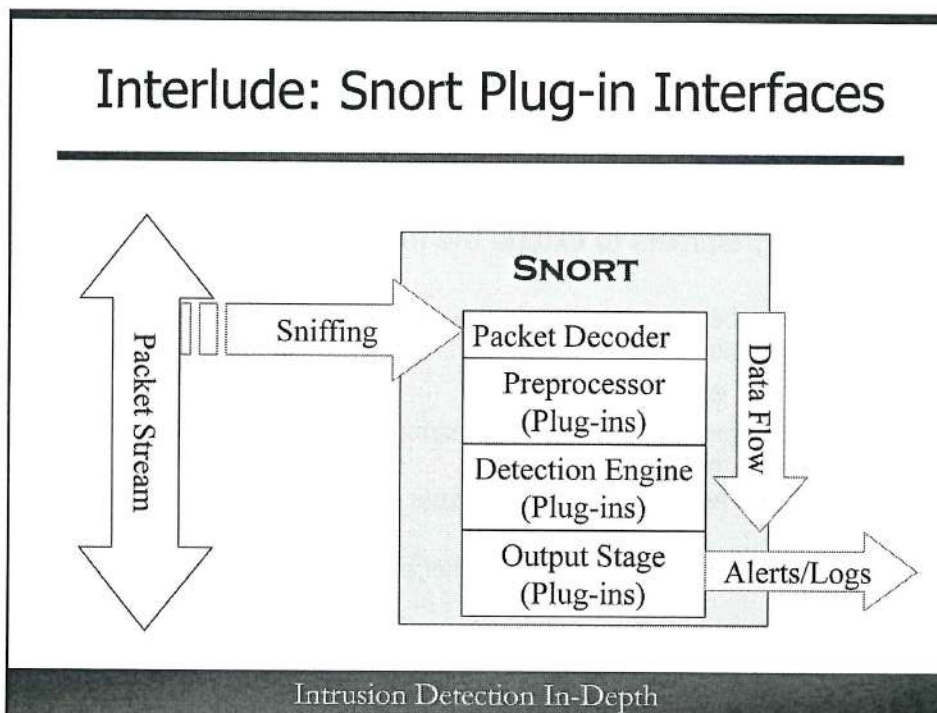 Interlude: Snort Plug-in Interfaces
SNORT
Packet Stream
Sniffing
Packet Decoder
Preprocessor
(Plug-ins)
Detection Engine
(Plug-ins)
Output Stage
(Plug-ins)
Data Flow
Alerts/Logs
Intrusion Detection In-Depth